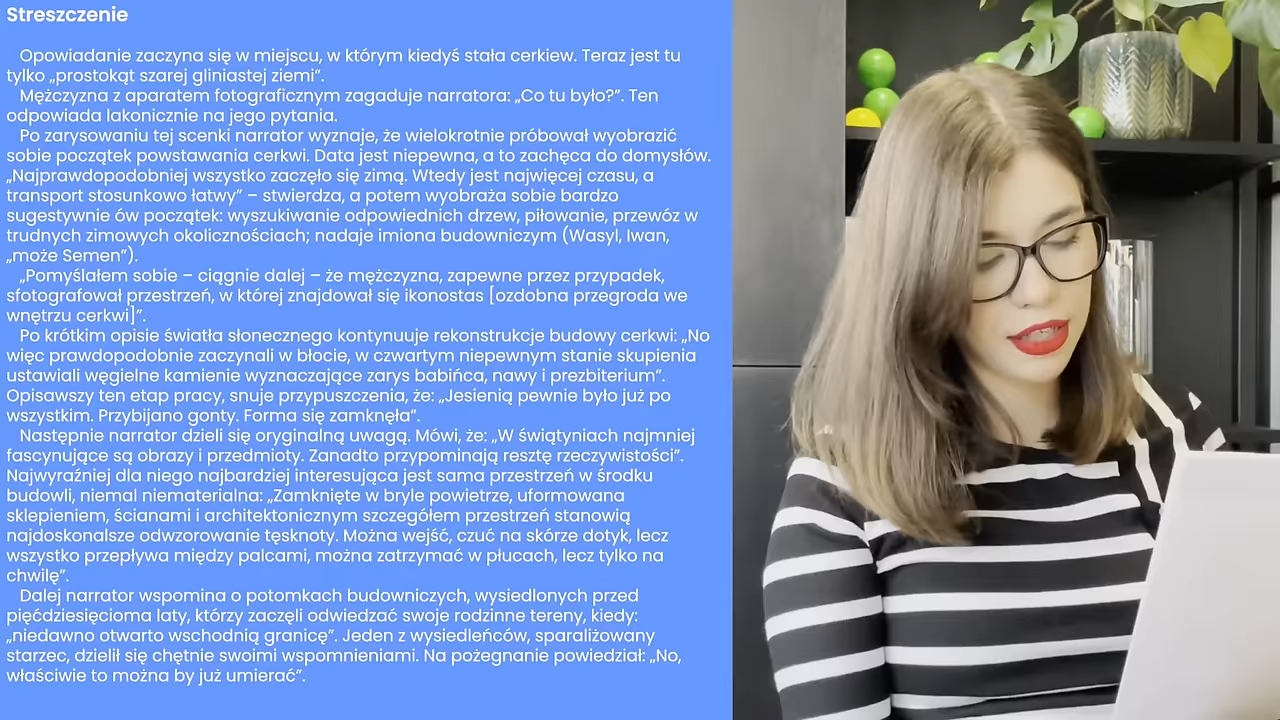 Streszczenie
Opowiadanie zaczyna się w miejscu, w którym kiedyś stała cerkiew. Teraz jest tu
tylko „prostokąt szarej gliniastej ziemi”.
Mężczyzna z aparatem fotograficznym zagaduje narratora: „Co tu było?”. Ten
odpowiada lakonicznie na jego pytania.
Po zarysowaniu tej scenki narrator wyznaje, że wielokrotnie próbował wyobrazić
sobie początek powstawania cerkwi. Data jest niepewna, a to zachęca do domysłów.
„Najprawdopodobniej wszystko zaczęło się zimą. Wtedy jest najwięcej czasu, a
transport stosunkowo łatwy” – stwierdza, a potem wyobraża sobie bardzo
sugestywnie ów początek: wyszukiwanie odpowiednich drzew, piłowanie, przewóz w
trudnych zimowych okolicznościach; nadaje imiona budowniczym (Wasyl, Iwan,
„może Semen”).
„Pomyślałem sobie – ciągnie dalej – że mężczyzna, zapewne przez przypadek,
sfotografował przestrzeń, w której znajdował się ikonostas [ozdobna przegroda we
wnętrzu cerkwi]”.
Po krótkim opisie światła słonecznego kontynuuje rekonstrukcje budowy cerkwi: „No
więc prawdopodobnie zaczynali w błocie, w czwartym niepewnym stanie skupienia
ustawiali węgielne kamienie wyznaczające zarys babińca, nawy i prezbiterium”.
Opisawszy ten etap pracy, snuje przypuszczenia, że: „Jesienią pewnie było już po
wszystkim. Przybijano gonty. Forma się zamknęła”.
Następnie narrator dzieli się oryginalną uwagą. Mówi, że: „W świątyniach najmniej
fascynujące są obrazy i przedmioty. Zanadto przypominają resztę rzeczywistości”.
Najwyraźniej dla niego najbardziej interesująca jest sama przestrzeń w środku
budowli, niemal niematerialna: „Zamknięte w bryle powietrze, uformowana
sklepieniem, ścianami i architektonicznym szczegółem przestrzeń stanowią
najdoskonalsze odwzorowanie tęsknoty. Można wejść, czuć na skórze dotyk, lecz
wszystko przepływa między palcami, można zatrzymać w płucach, lecz tylko na
chwilę”.
Dalej narrator wspomina o potomkach budowniczych, wysiedlonych przed
pięćdziesięcioma laty, którzy zaczęli odwiedzać swoje rodzinne tereny, kiedy:
„niedawno otwarto wschodnią granicę”. Jeden z wysiedleńców, sparaliżowany
starzec, dzielił się chętnie swoimi wspomnieniami. Na pożegnanie powiedział: „No,
właściwie to można by już umierać”.